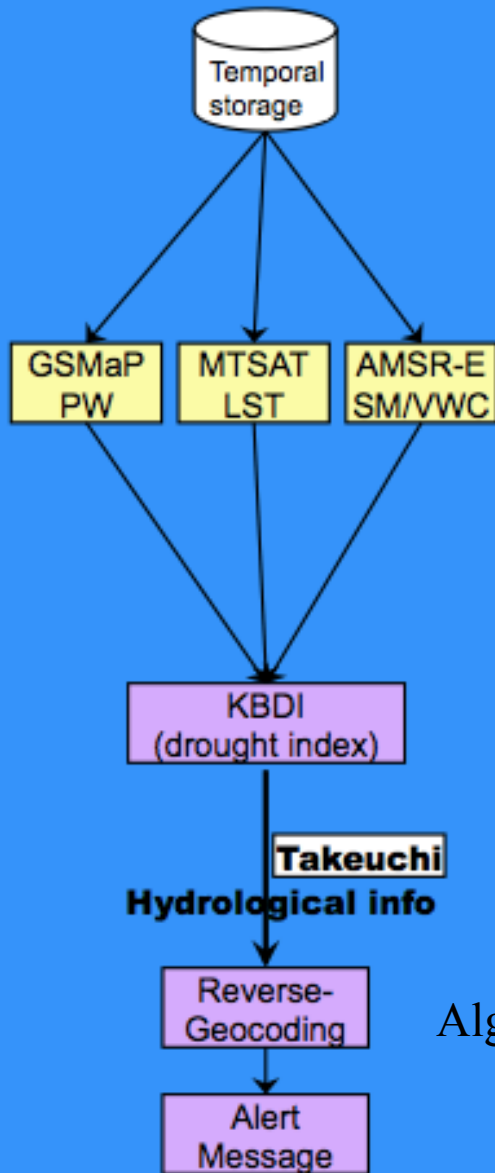 Temporal
storage
GSMaP
PW
MTSAT
LST
AMSR-E
SM/VWC
KBDI
(drought index)
Takeuchi
Hydrological info
Reverse-
Geocoding
Alg
Alert
Message